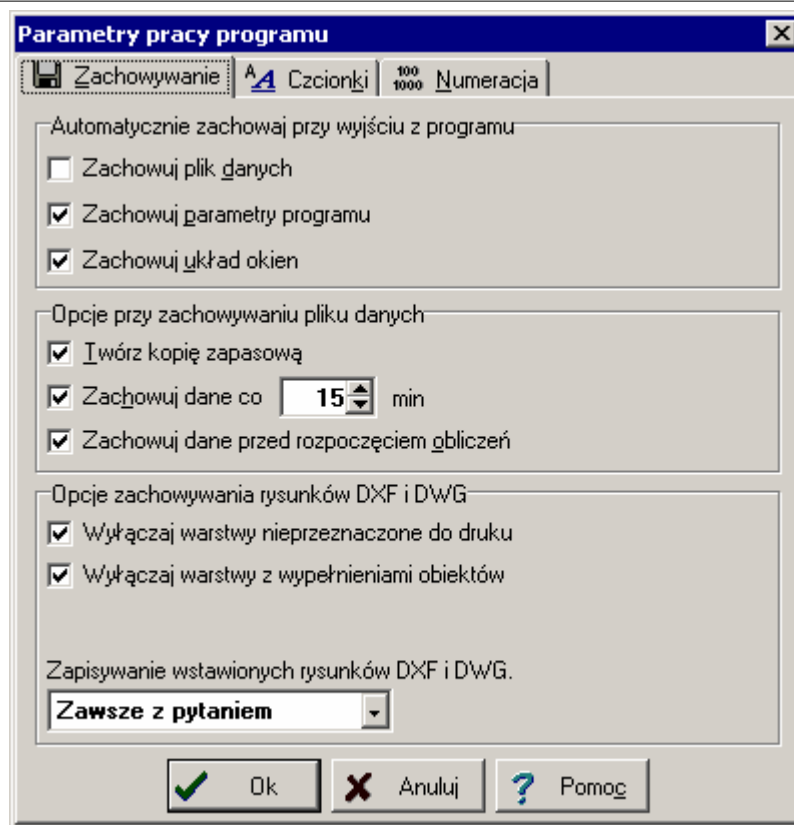 Parametry pracy programu
Zachowywanie AA Czcionki 100 1000 Numeracja
Automatycznie zachowaj przy wyjściu z programu
Zachowuj plik danych
Zachowuj parametry programu
Zachowuj układ okien
Opcje przy zachowywaniu pliku danych
Twórz kopię zapasową
Zachowuj dane co 15 min
Zachowuj dane przed rozpoczęciem obliczeń
Opcje zachowywania rysunków DXF i DWG
Wyłączaj warstwy nieprzeznaczone do druku
Wyłączaj warstwy z wypełnieniami obiektów
Zapisywanie wstawionych rysunków DXF i DWG.
Zawsze z pytaniem
Ok Anuluj ? Pomoc